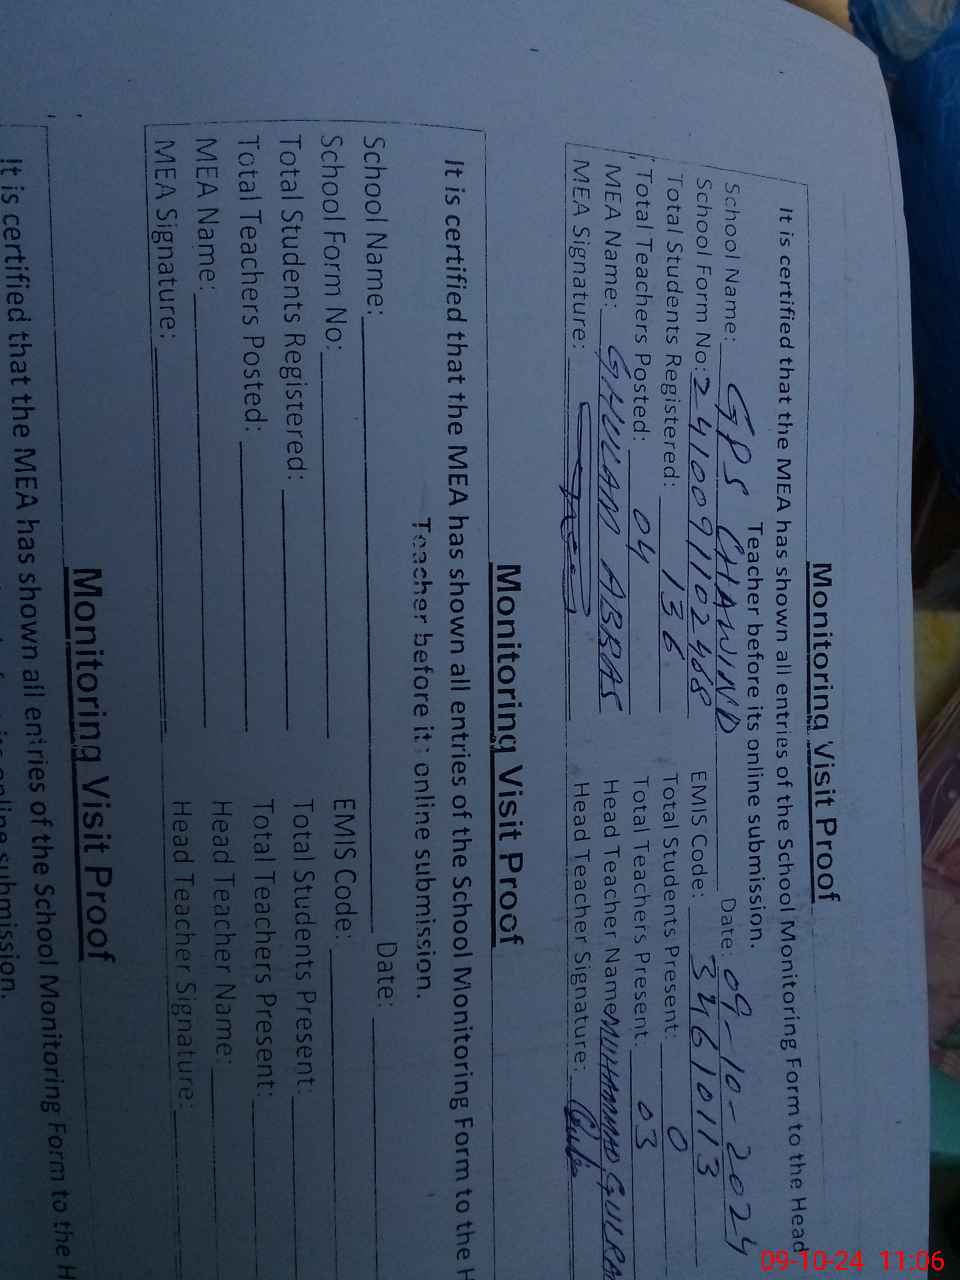 Monitoring Visit Proof
It is certified that the MEA has shown all entries of the School Monitoring Form to the Head
Teacher before its online submission.
School Name: GPS CHAWIND Date: 09-10-2024
School Form No: 2410091102468 EMIS Code: 34610113
Total Students Registered: 136 Total Students Present: 0
Total Teachers Posted: 04 Total Teachers Present: 03
MEA Name: GHULAM ABBAS Head Teacher Name MUHAMMAD
MEA Signature: Head Teacher Signature:
Monitoring Visit Proof
It is certified that the MEA has shown all entries of the School Monitoring Form to the H
Teacher before its online submission.
School Name: Date:
School Form No: EMIS Code:
Total Students Registered: Total Students Present:
Total Teachers Posted: Total Teachers Present:
MEA Name: Head Teacher Name:
MEA Signature: Head Teacher Signature:
Monitoring Visit Proof
It is certified that the MEA has shown all entries of the School Monitoring Form to the H
online submission.
09-10-24 11:06